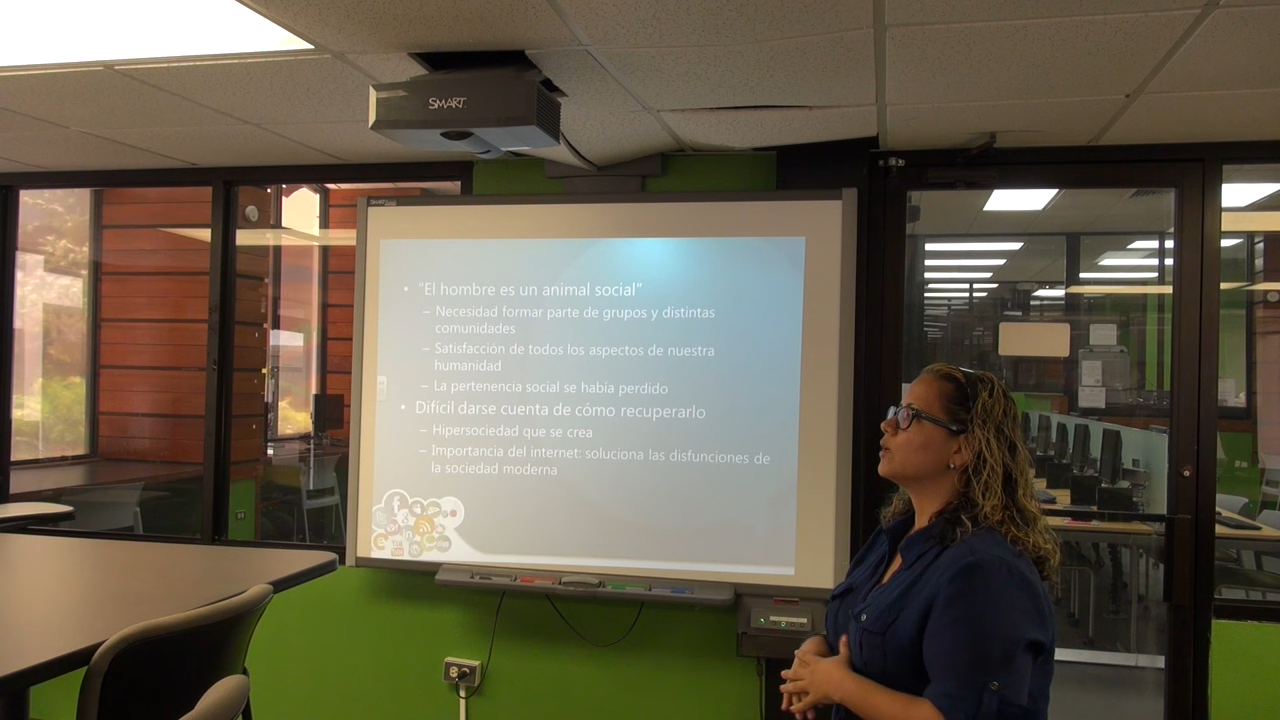 SMART
SMART
• "El hombre es un animal social"
– Necesidad formar parte de grupos y distintas
comunidades
– Satisfacción de todos los aspectos de nuestra
humanidad
– La pertenencia social se había perdido
• Difícil darse cuenta de cómo recuperarlo
– Hipersociedad que se crea
– Importancia del internet: soluciona las disfunciones de
la sociedad moderna